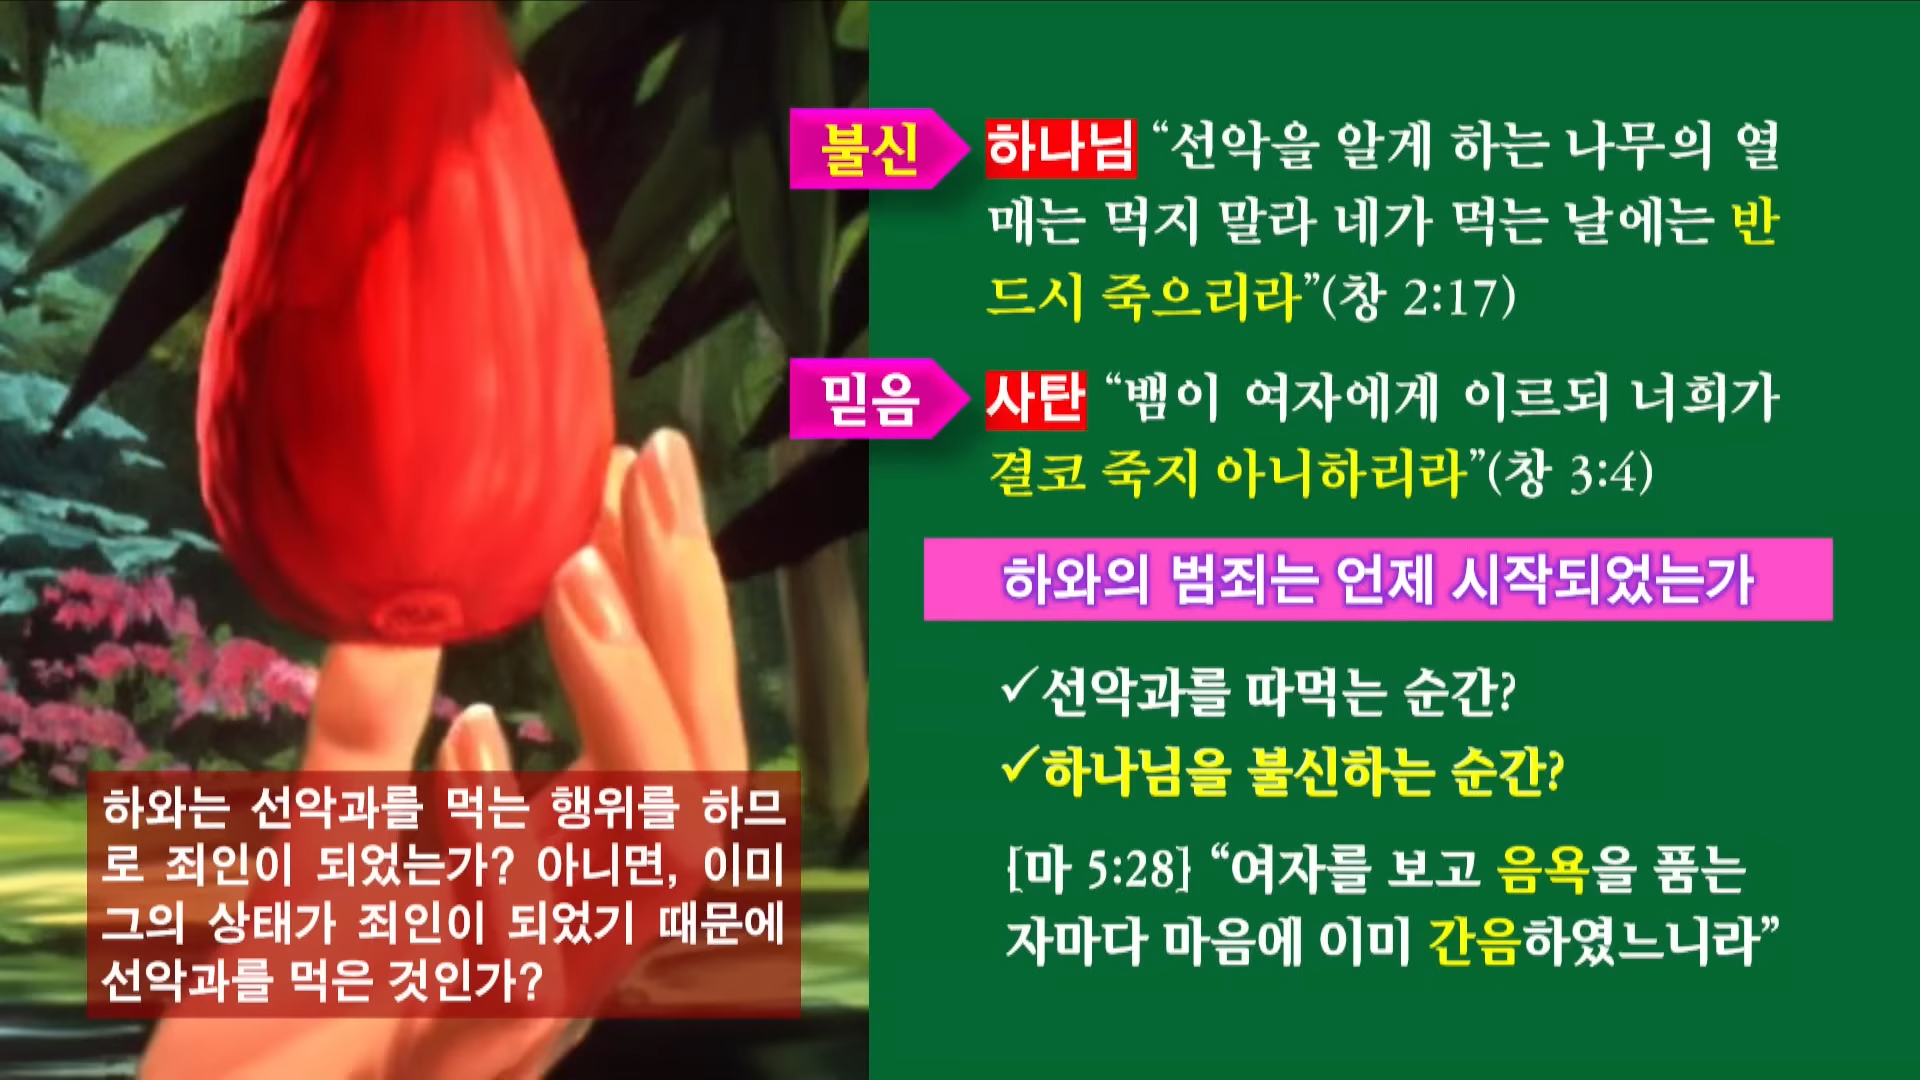 불신 하나님 “선악을 알게 하는 나무의 열
매는 먹지 말라 네가 먹는 날에는 반
드시 죽으리라”(창 2:17)
믿음 사탄 “뱀이 여자에게 이르되 너희가
결코 죽지 아니하리라”(창 3:4)
하와의 범죄는 언제 시작되었는가
✓선악과를 따먹는 순간?
✓하나님을 불신하는 순간?
[마 5:28] “여자를 보고 음욕을 품는
자마다 마음에 이미 간음하였느니라”
하와는 선악과를 먹는 행위를 하므
로 죄인이 되었는가? 아니면, 이미
그의 상태가 죄인이 되었기 때문에
선악과를 먹은 것인가?